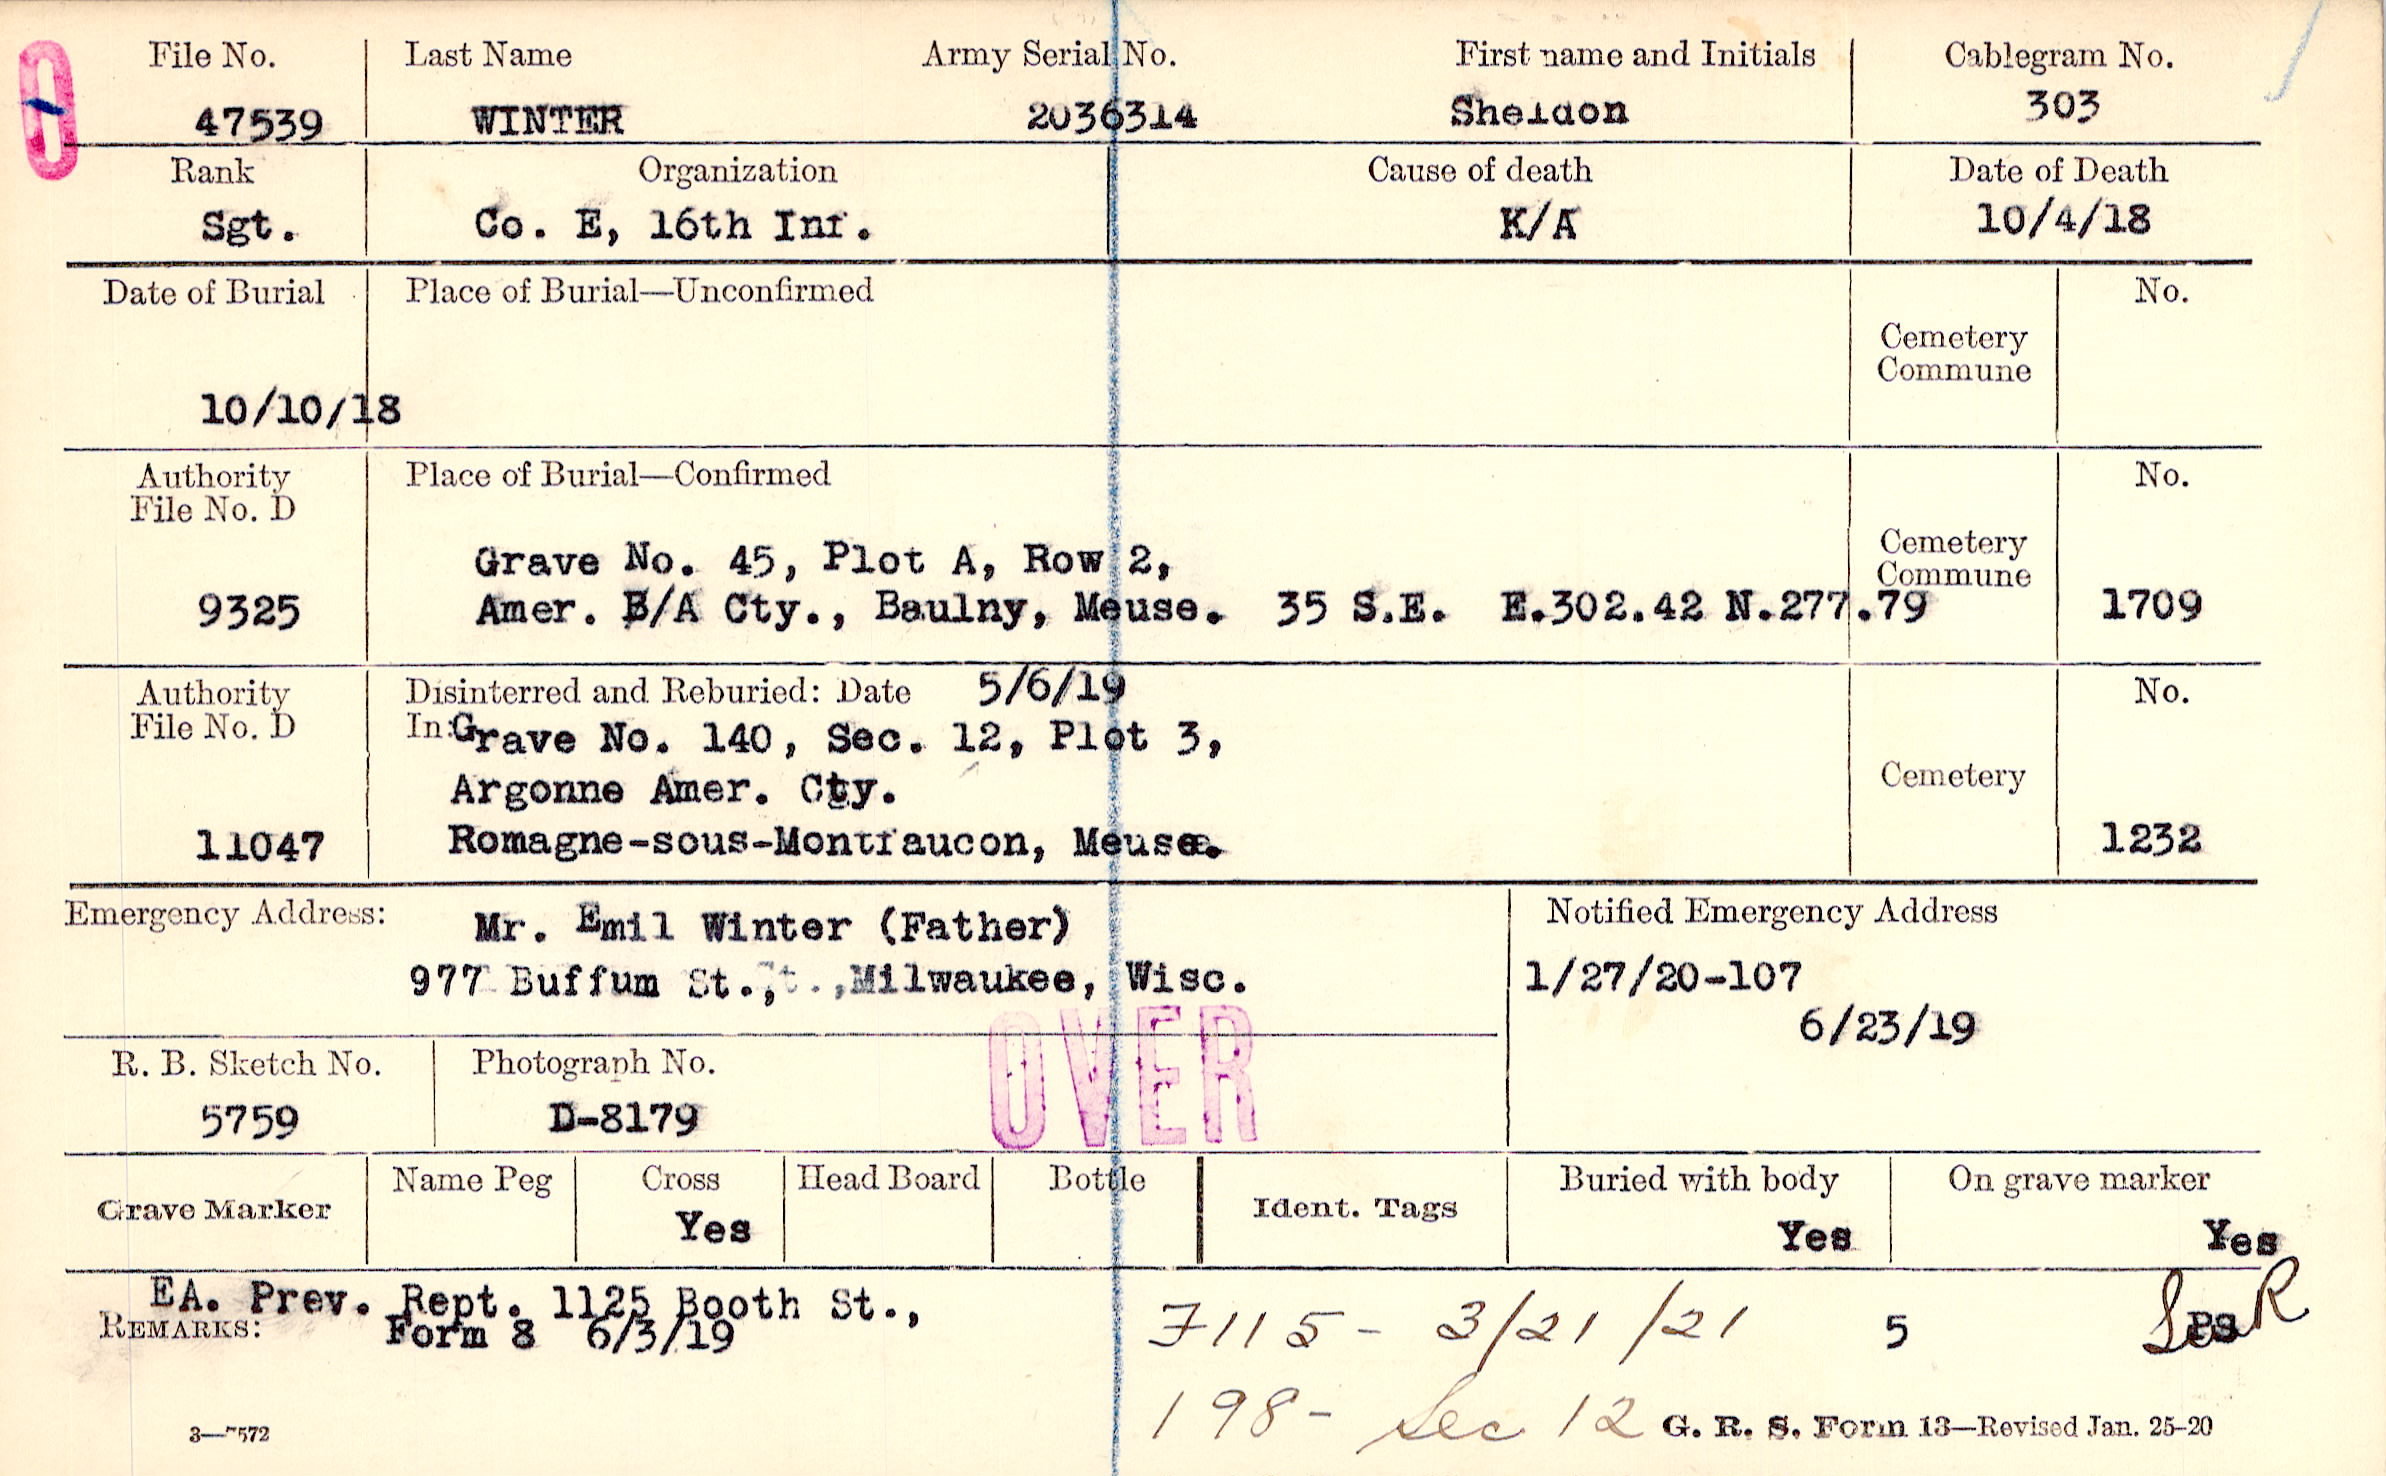 File No. Last Name Army Serial No. First name and Initials Cablegram No.
47539 WINTER 2036314 Sheldon 303
Rank Organization Cause of death Date of Death
Sgt. Co. E, 16th Inf. K/A 10/4/18
Date of Burial Place of Burial—Unconfirmed No.
Cemetery
Commune
10/10/18
Authority Place of Burial—Confirmed No.
File No. D
Cemetery
Commune
Grave No. 45, Plot A, Row 2,
9325 Amer. B/A Cty., Baulny, Meuse. 35 S.E. E.302.42 N.277.79 1709
Authority Disinterred and Reburied: Date 5/6/19 No.
File No. D In: Grave No. 140, Sec. 12, Plot 3,
Argonne Amer. Cty. Cemetery
11047 Romagne-sous-Montfaucon, Meuse. 1232
Emergency Address: Mr. Emil Winter (Father) Notified Emergency Address
977 Buffum St., t.,Milwaukee, Wisc. 1/27/20-107
6/23/19
OVER
R. B. Sketch No. Photograph No.
5759 D-8179
Grave Marker Name Peg Cross Head Board Bottle Ident. Tags Buried with body On grave marker
Yes Yes Yes
EA. Prev. Rept. 1125 Booth St.,
REMARKS: Form 8 6/3/19 7115 - 3/21/21 5 PS
198- Sec 12
3—7572 G. R. S. Form 13—Revised Jan. 25-20